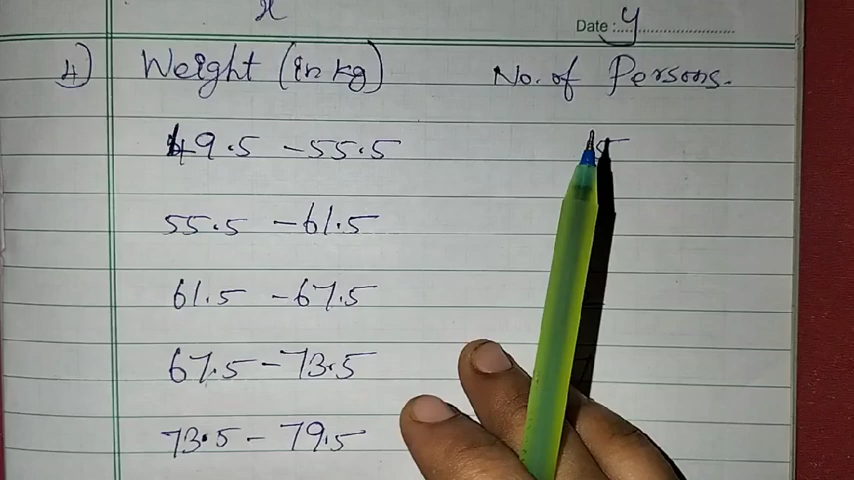 x
Date : y
4) Weight (in kg) No. of Persons.
49.5 - 55.5
55.5 - 61.5
61.5 - 67.5
67.5 - 73.5
73.5 - 79.5